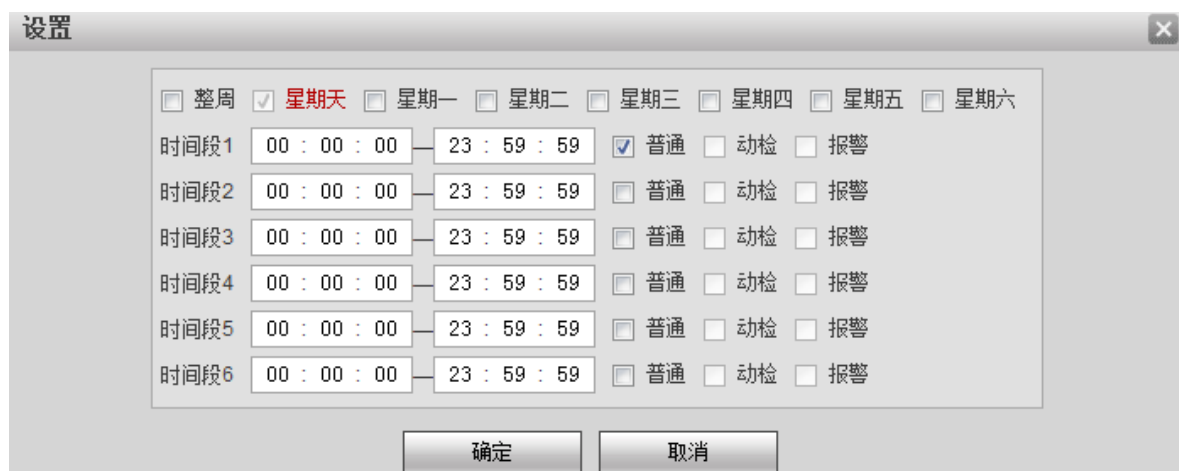 设置
整周 星期天 星期一 星期二 星期三 星期四 星期五 星期六
时间段1 00 : 00 : 00 — 23 : 59 : 59 普通 动检 报警
时间段2 00 : 00 : 00 — 23 : 59 : 59 普通 动检 报警
时间段3 00 : 00 : 00 — 23 : 59 : 59 普通 动检 报警
时间段4 00 : 00 : 00 — 23 : 59 : 59 普通 动检 报警
时间段5 00 : 00 : 00 — 23 : 59 : 59 普通 动检 报警
时间段6 00 : 00 : 00 — 23 : 59 : 59 普通 动检 报警
确定 取消